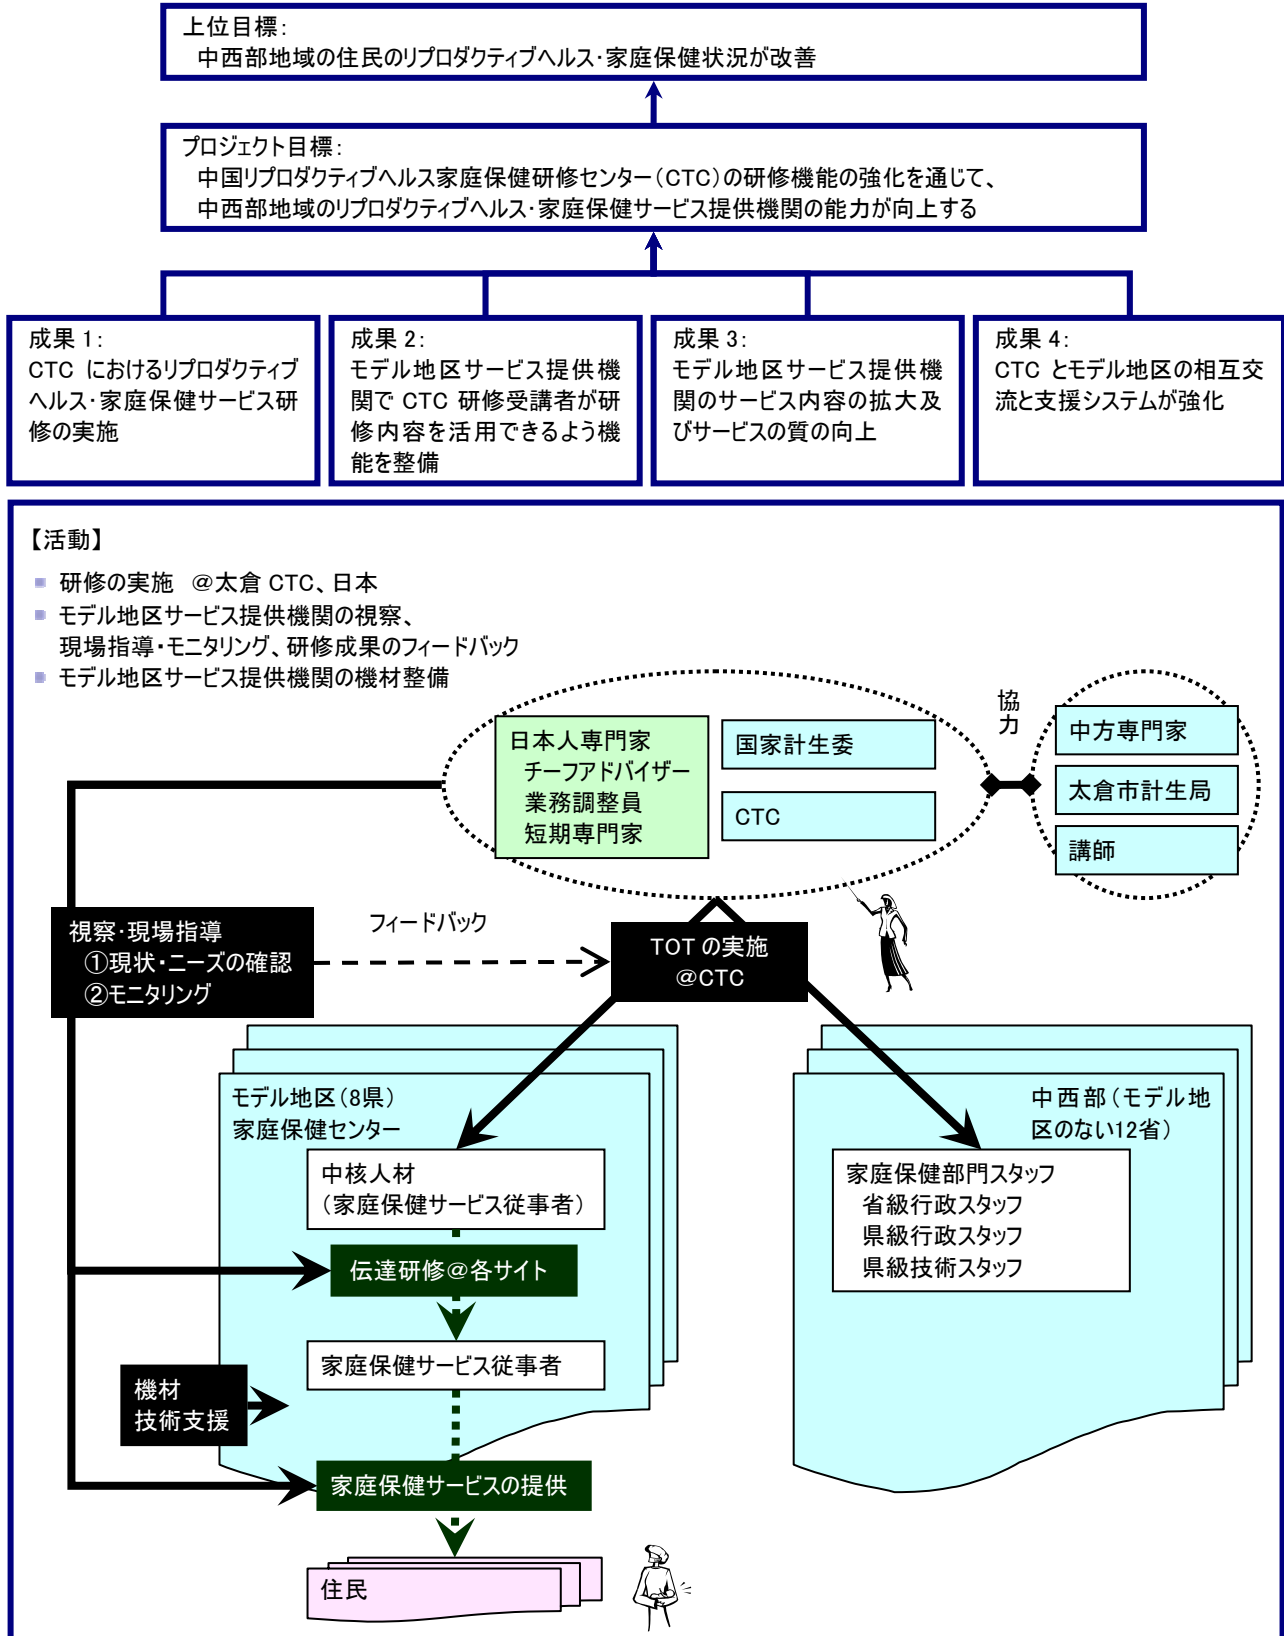 上位目標：
中西部地域の住民のリプロダクティブヘルス・家庭保健状況が改善
プロジェクト目標：
中国リプロダクティブヘルス家庭保健研修センター（CTC）の研修機能の強化を通じて、
中西部地域のリプロダクティブヘルス・家庭保健サービス提供機関の能力が向上する
成果 1：
CTC におけるリプロダクティブ
ヘルス・家庭保健サービス研
修の実施
成果 2：
モデル地区サービス提供機
関で CTC 研修受講者が研
修内容を活用できるよう機
能を整備
成果 3：
モデル地区サービス提供機
関のサービス内容の拡大及
びサービスの質の向上
成果 4：
CTC とモデル地区の相互交
流と支援システムが強化
【活動】
研修の実施 ＠太倉 CTC、日本
モデル地区サービス提供機関の視察、
現場指導・モニタリング、研修成果のフィードバック
モデル地区サービス提供機関の機材整備
日本人専門家
チーフアドバイザー
業務調整員
短期専門家
国家計生委
CTC
協力
中方専門家
太倉市計生局
講師
視察・現場指導
①現状・ニーズの確認
②モニタリング
フィードバック
TOT の実施
＠CTC
モデル地区（8県）
家庭保健センター
中核人材
（家庭保健サービス従事者）
伝達研修＠各サイト
家庭保健サービス従事者
機材
技術支援
家庭保健サービスの提供
住民
中西部（モデル地
区のない12省）
家庭保健部門スタッフ
省級行政スタッフ
県級行政スタッフ
県級技術スタッフ